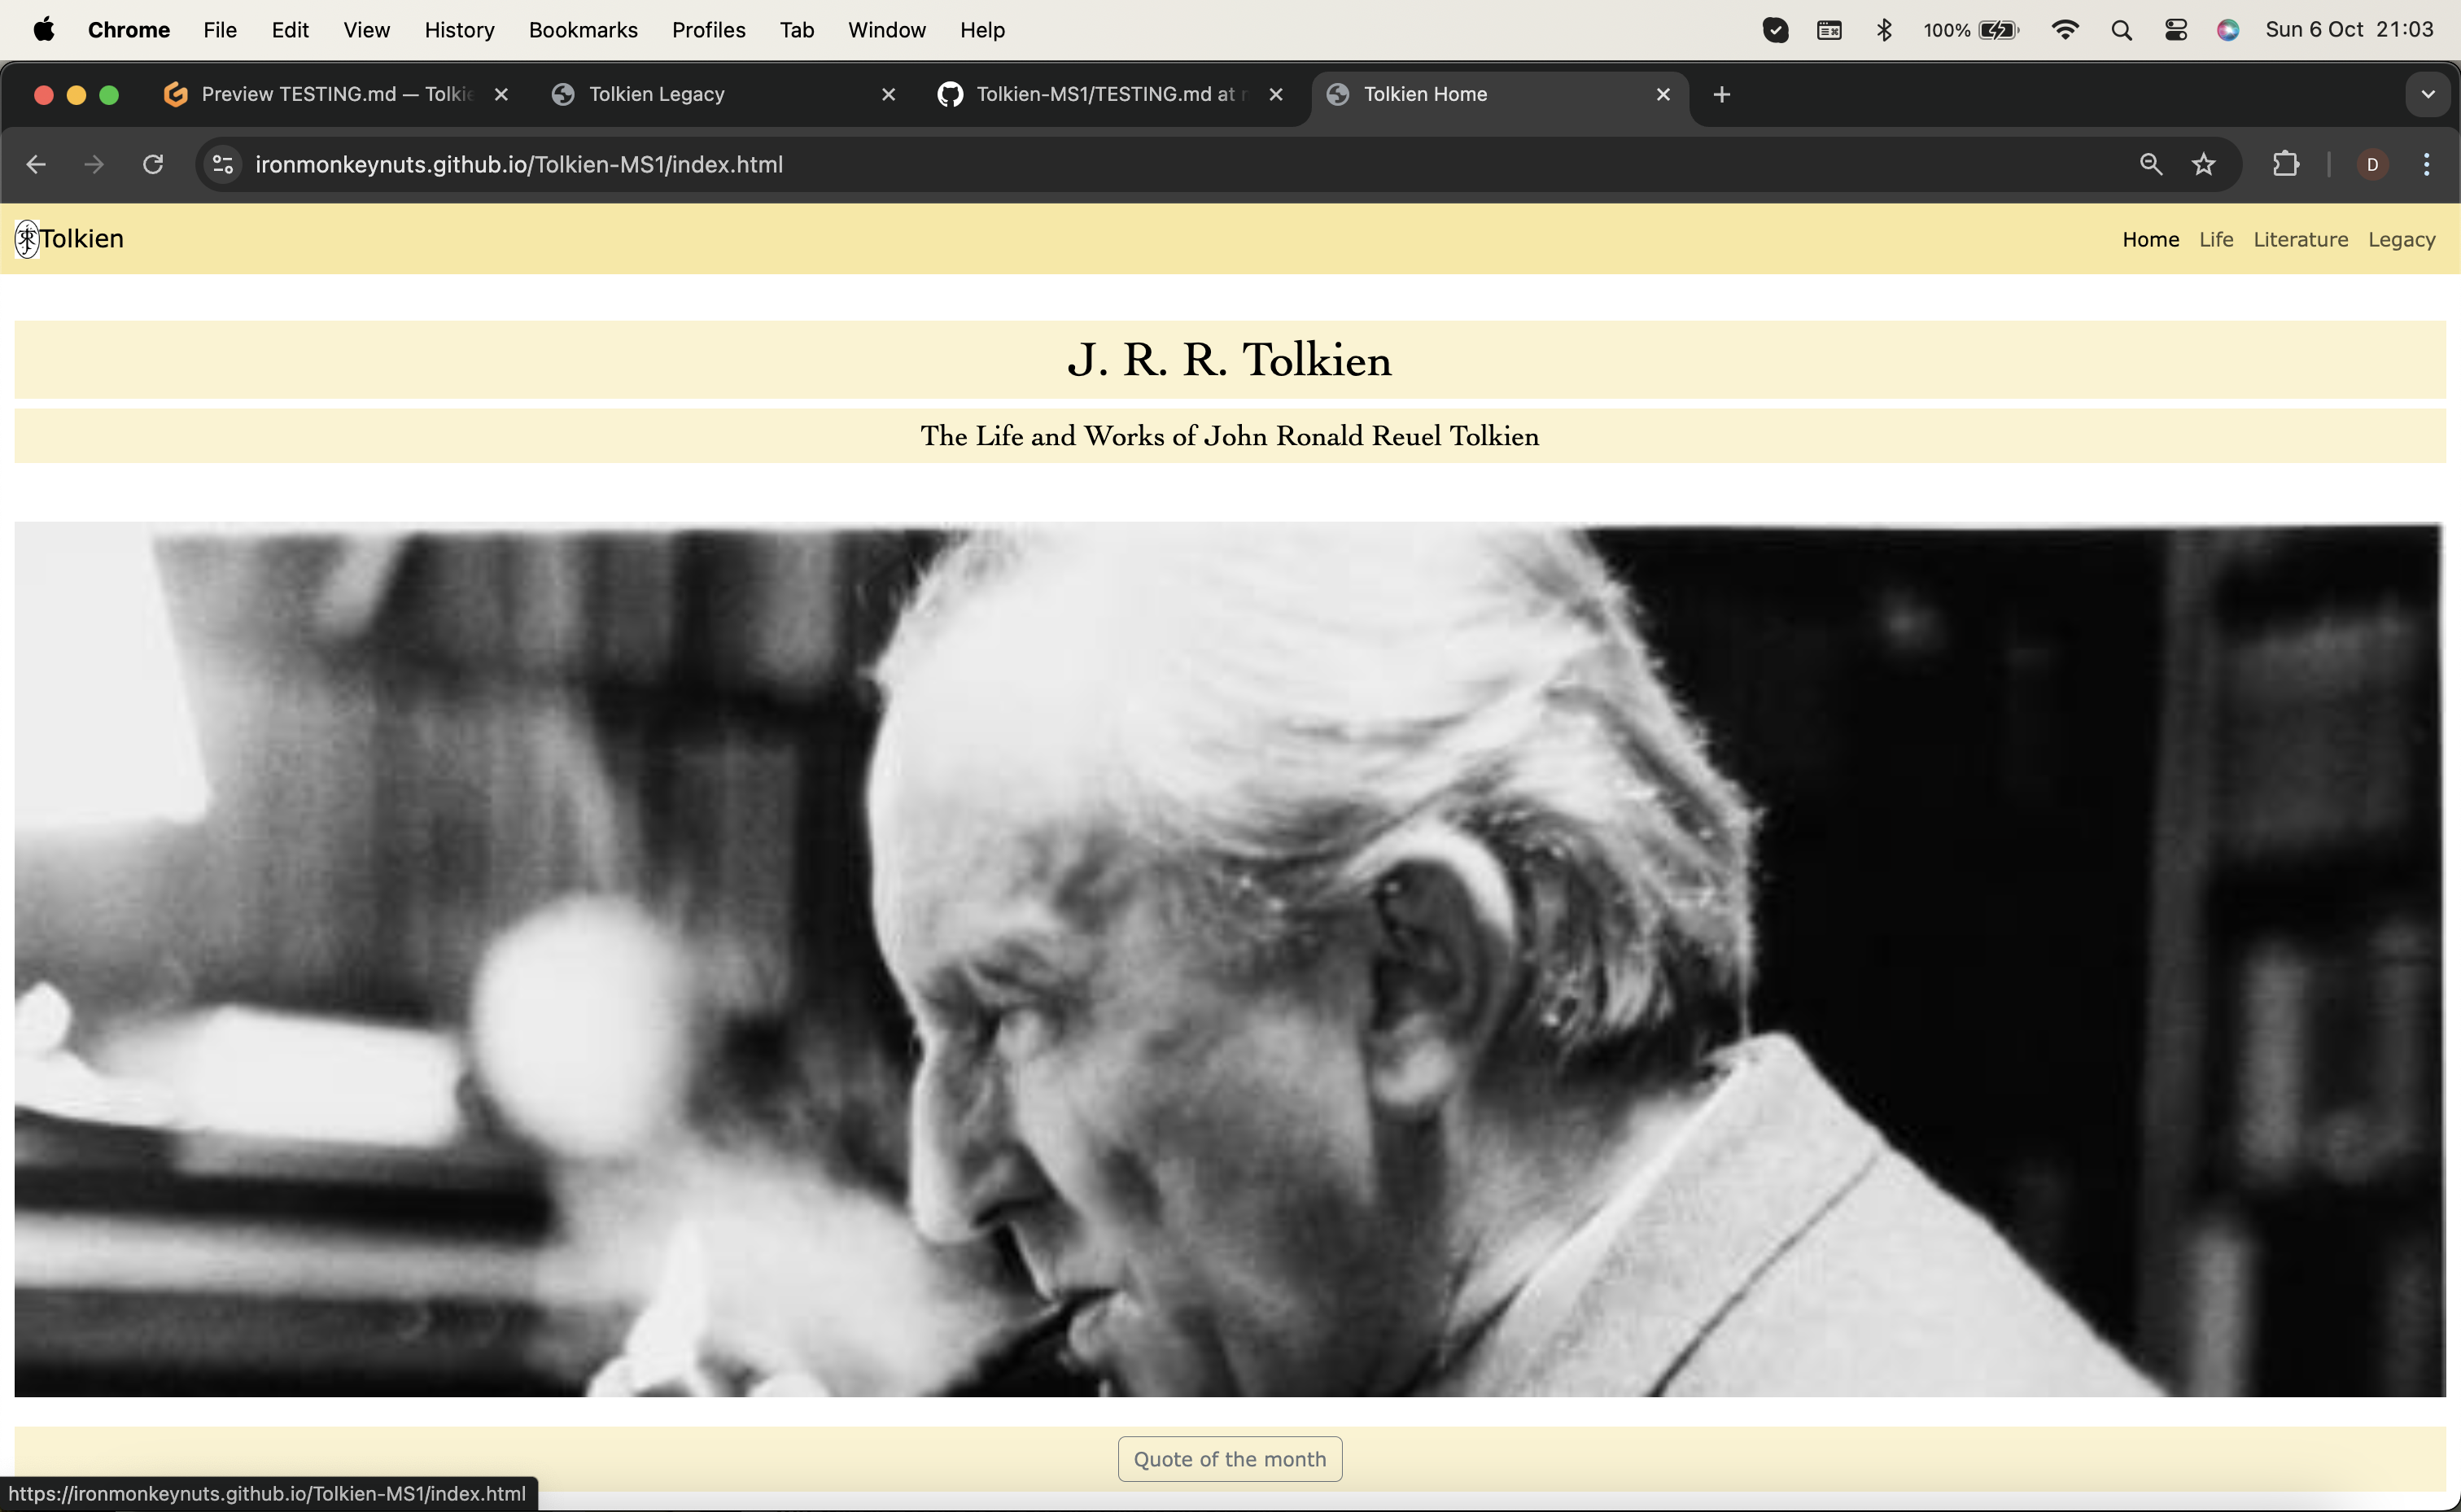 Chrome File Edit View History Bookmarks Profiles Tab Window Help 100% Sun 6 Oct 21:03
Preview TESTING.md — Tolkie Tolkien Legacy Tolkien-MS1/TESTING.md at Tolkien Home
ironmonkeynuts.github.io/Tolkien-MS1/index.html D
Tolkien Home Life Literature Legacy
J. R. R. Tolkien
The Life and Works of John Ronald Reuel Tolkien
Quote of the month
https://ironmonkeynuts.github.io/Tolkien-MS1/index.html